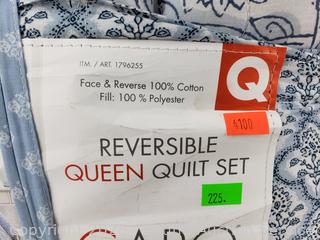 ITM. / ART. 1796255
Face & Reverse 100% Cotton
Fill: 100 % Polyester
Q
4100
REVERSIBLE
QUEEN QUILT SET
225.